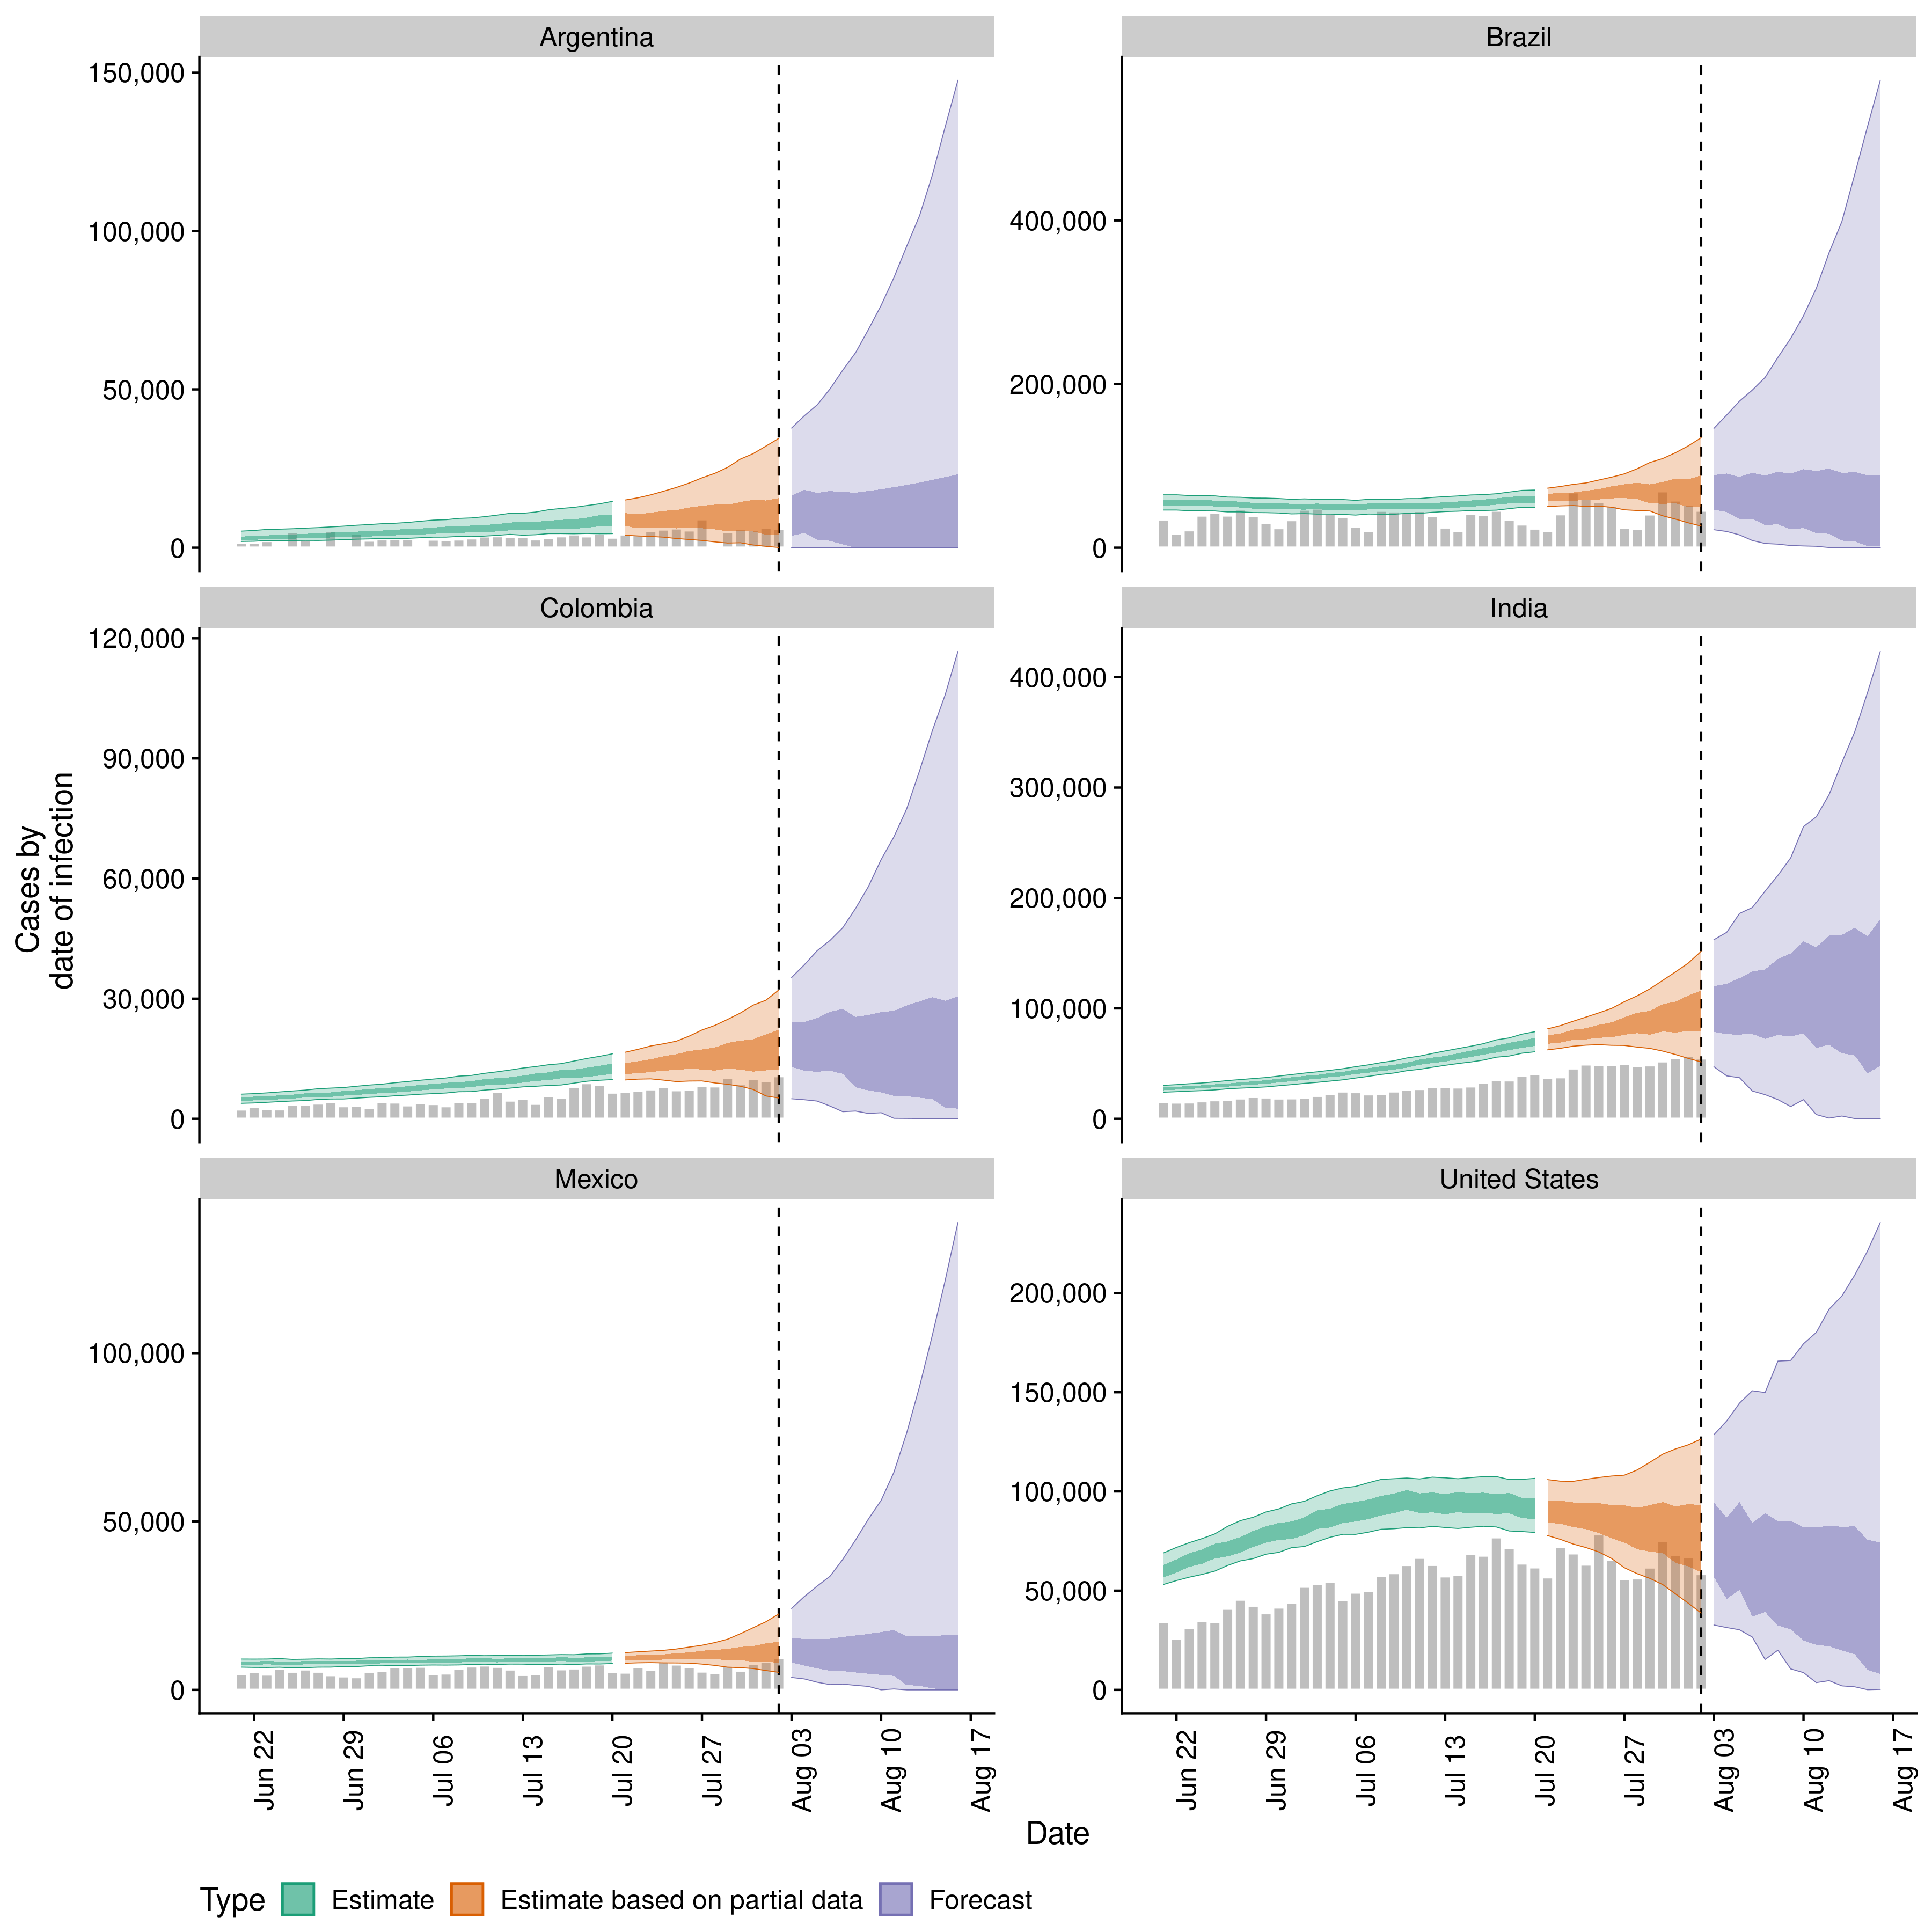 Argentina
Brazil
150,000
100,000
50,000
0
400,000
200,000
0
Colombia
India
120,000
90,000
60,000
30,000
0
400,000
300,000
200,000
100,000
0
Cases by
date of infection
Mexico
United States
100,000
50,000
0
200,000
150,000
100,000
50,000
0
Jun 22
Jun 29
Jul 06
Jul 13
Jul 20
Jul 27
Aug 03
Aug 10
Aug 17
Jun 22
Jun 29
Jul 06
Jul 13
Jul 20
Jul 27
Aug 03
Aug 10
Aug 17
Date
Type Estimate Estimate based on partial data Forecast